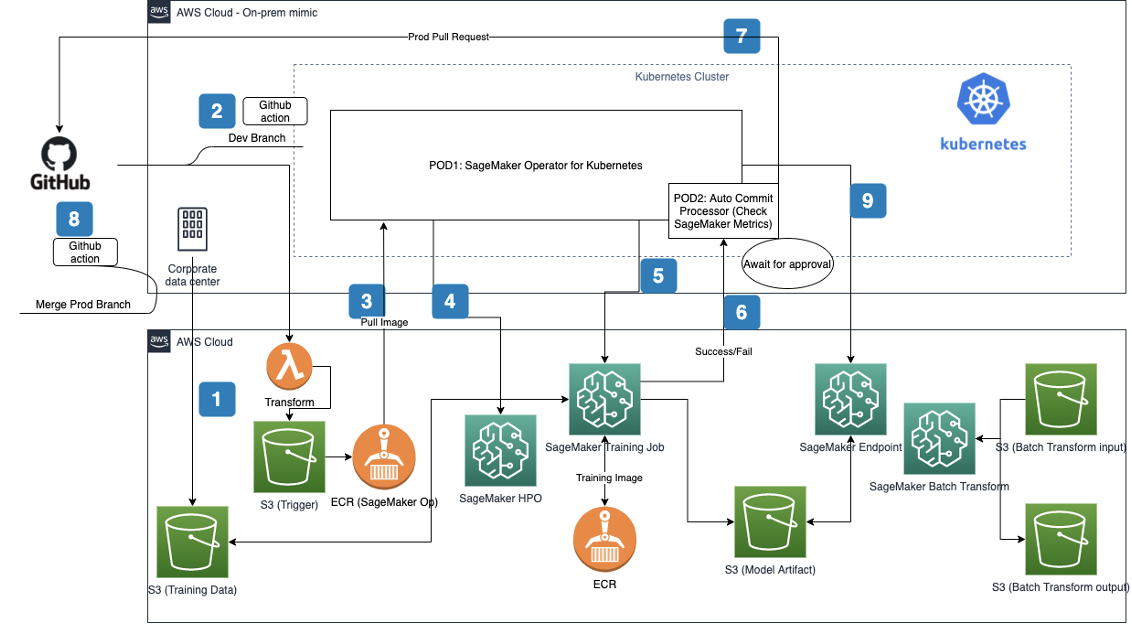 aws
AWS Cloud - On-prem mimic
Prod Pull Request
7
Kubernetes Cluster
2
Github
action
Dev Branch
kubernetes
GitHub
POD1: SageMaker Operator for Kubernetes
POD2: Auto Commit
Processor (Check
SageMaker Metrics)
9
8
Github
action
Corporate
data center
Await for approval
5
Merge Prod Branch
3
4
6
Pull Image
aws
AWS Cloud
Success/Fail
1
Transform
SageMaker Training Job
SageMaker Endpoint
S3 (Batch Transform input)
Training Image
SageMaker Batch Transform
SageMaker HPO
S3 (Trigger)
ECR (SageMaker Op)
S3 (Model Artifact)
ECR
S3 (Training Data)
S3 (Batch Transform output)